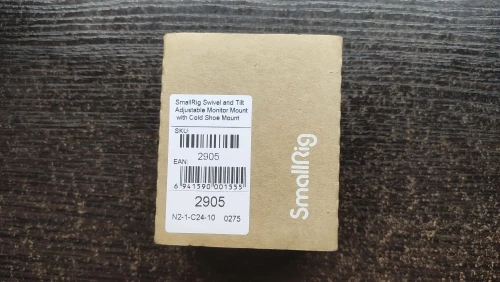 SmallRig Swivel and Tilt
Adjustable Monitor Mount
with Cold Shoe Mount
SKU:
2905
EAN:
6 941590 001555
2905
N2-1-C24-10 0275
SmallRig